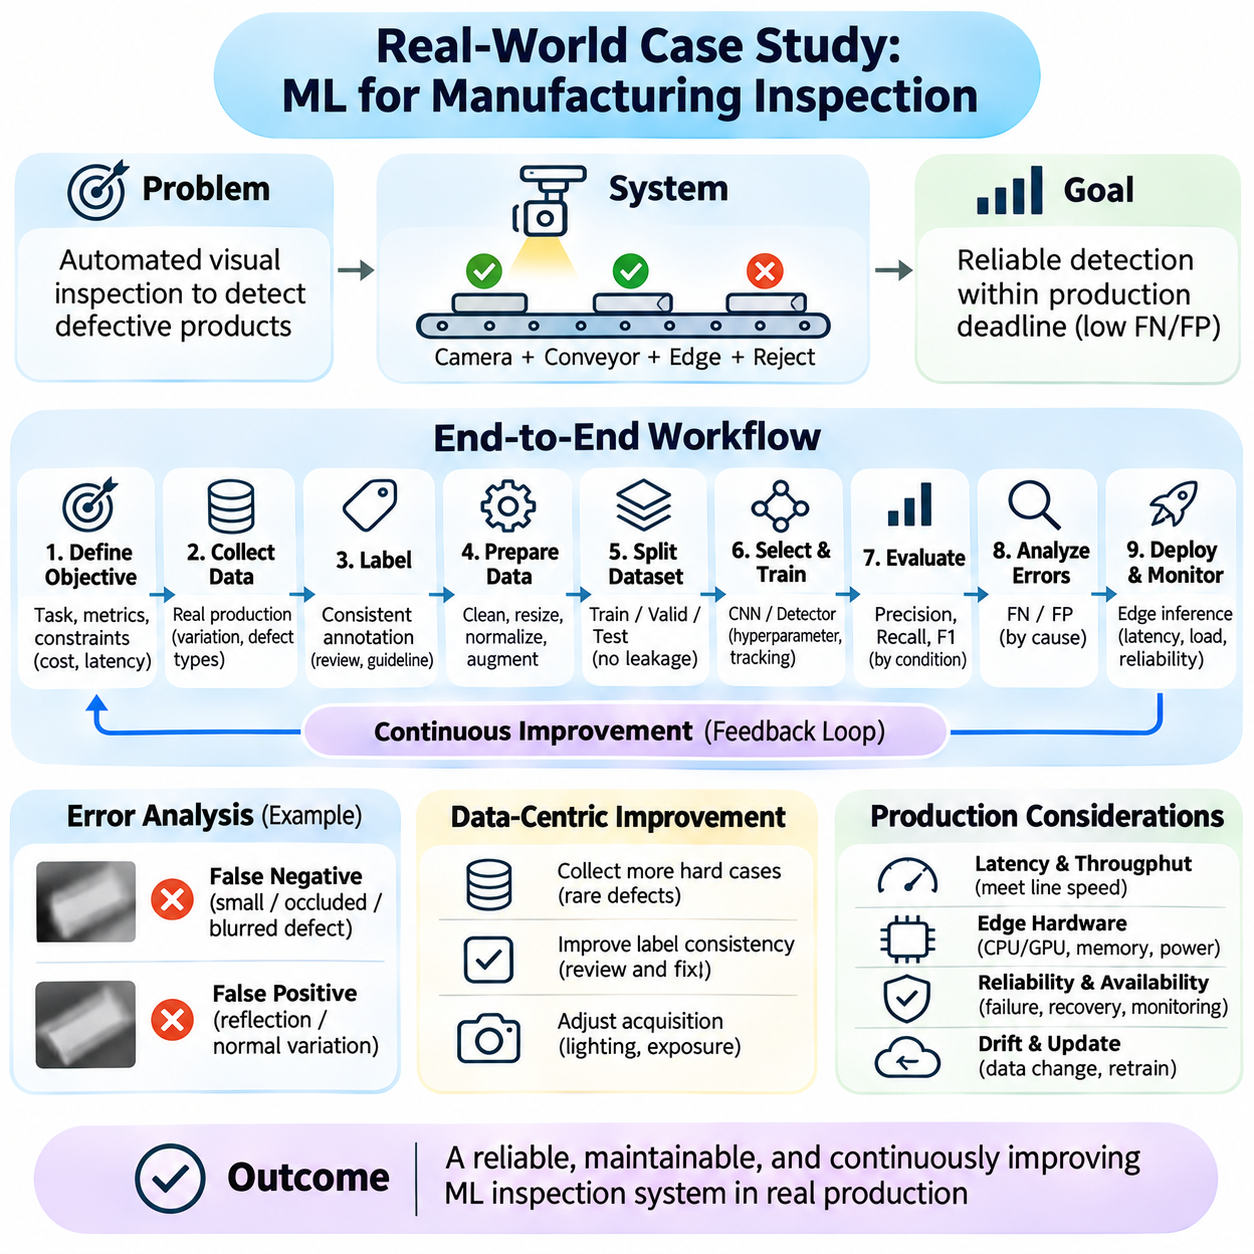 Real-World Case Study:
ML for Manufacturing Inspection
Problem
Automated visual
inspection to detect
defective products
System
Camera + Conveyor + Edge + Reject
Goal
Reliable detection
within production
deadline (low FN/FP)
End-to-End Workflow
1. Define
Objective
Task, metrics,
constraints
(cost, latency)
2. Collect
Data
Real production
(variation, defect
types)
3. Label
Consistent
annotation
(review, guideline)
4. Prepare
Data
Clean, resize,
normalize,
augment
5. Split
Dataset
Train / Valid /
Test
(no leakage)
6. Select &
Train
CNN / Detector
(hyperparameter,
tracking)
7. Evaluate
Precision,
Recall, F1
(by condition)
8. Analyze
Errors
FN / FP
(by cause)
9. Deploy
& Monitor
Edge inference
(latency, load,
reliability)
Continuous Improvement (Feedback Loop)
Error Analysis (Example)
False Negative
(small / occluded /
blurred defect)
False Positive
(reflection /
normal variation)
Data-Centric Improvement
Collect more hard cases
(rare defects)
Improve label consistency
(review and fix!)
Adjust acquisition
(lighting, exposure)
Production Considerations
Latency & Througphut
(meet line speed)
Edge Hardware
(CPU/GPU, memory, power)
Reliability & Availability
(failure, recovery, monitoring)
Drift & Update
(data change, retrain)
Outcome
A reliable, maintainable, and continuously improving
ML inspection system in real production